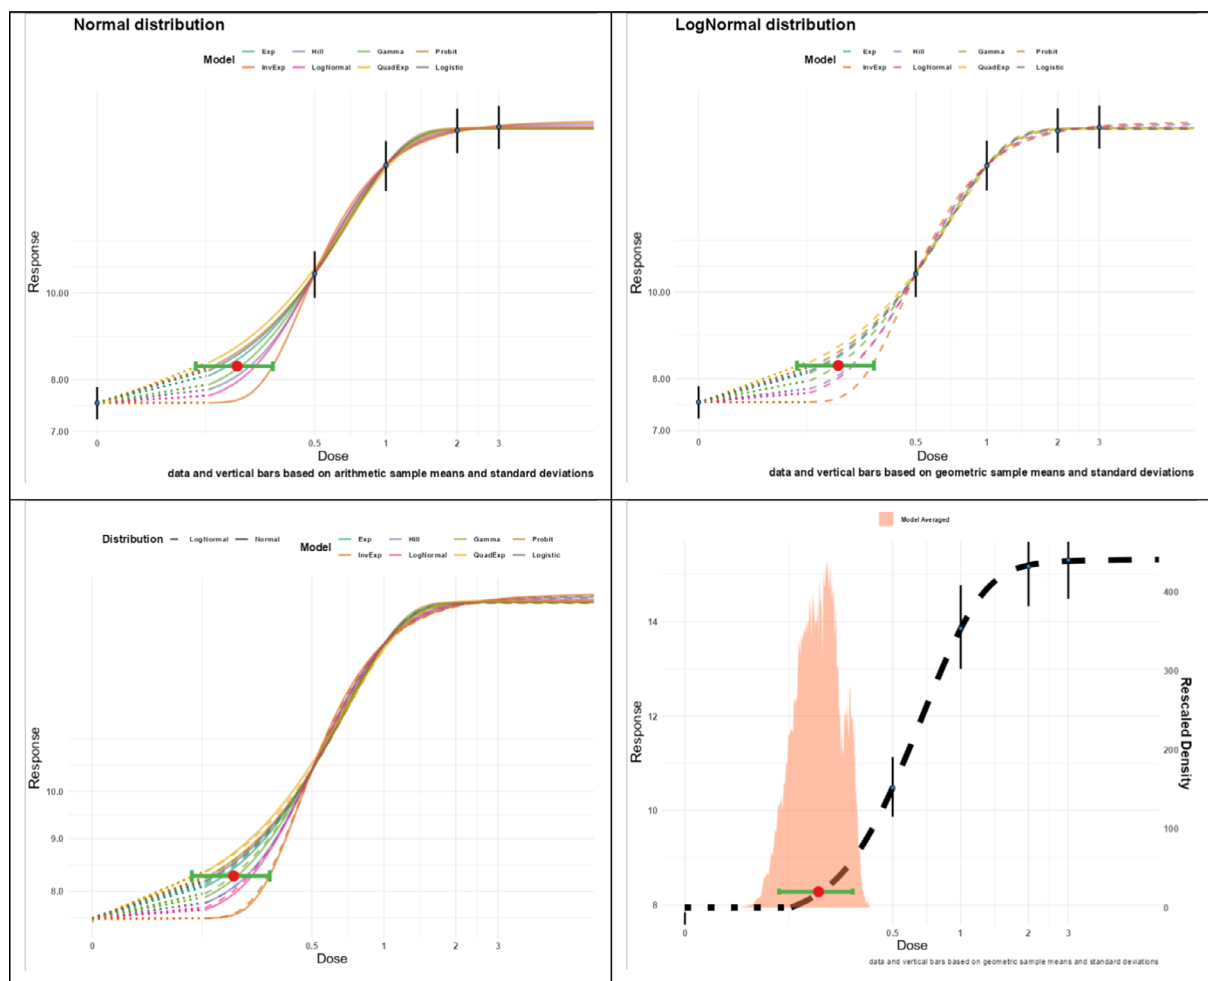 Normal distribution
Model
Exp Hill Gamma Probit
InvExp LogNormal QuadExp Logistic
Response
10.00
8.00
7.00
0 0.5 1 2 3
Dose
data and vertical bars based on arithmetic sample means and standard deviations
LogNormal distribution
Model
Exp Hill Gamma Probit
InvExp LogNormal QuadExp Logistic
Response
10.00
8.00
7.00
0 0.5 1 2 3
Dose
data and vertical bars based on geometric sample means and standard deviations
Distribution LogNormal Normal
Model
Exp Hill Gamma Probit
InvExp LogNormal QuadExp Logistic
Response
10.0
9.0
8.0
0 0.5 1 2 3
Dose
Model Averaged
Response
14
12
10
8
400
300
200
100
0
Rescaled Density
0 0.5 1 2 3
Dose
data and vertical bars based on geometric sample means and standard deviations